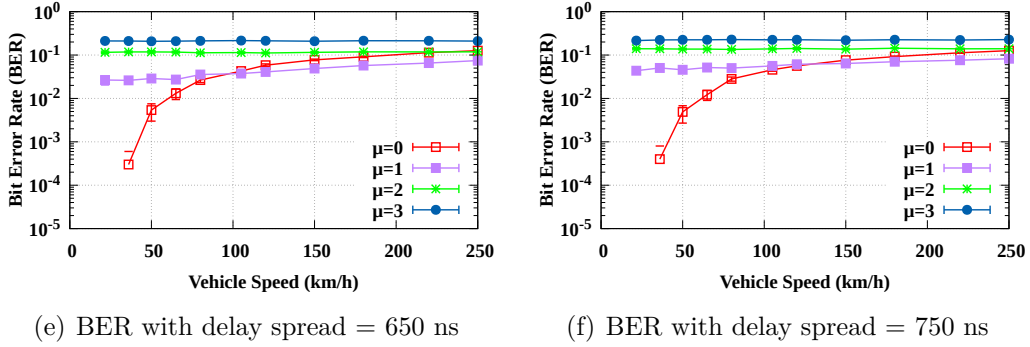 Bit Error Rate (BER)
10^0
10^-1
10^-2
10^-3
10^-4
10^-5
0 50 100 150 200 250
Vehicle Speed (km/h)
μ=0
μ=1
μ=2
μ=3
(e) BER with delay spread = 650 ns
Bit Error Rate (BER)
10^0
10^-1
10^-2
10^-3
10^-4
10^-5
0 50 100 150 200 250
Vehicle Speed (km/h)
μ=0
μ=1
μ=2
μ=3
(f) BER with delay spread = 750 ns